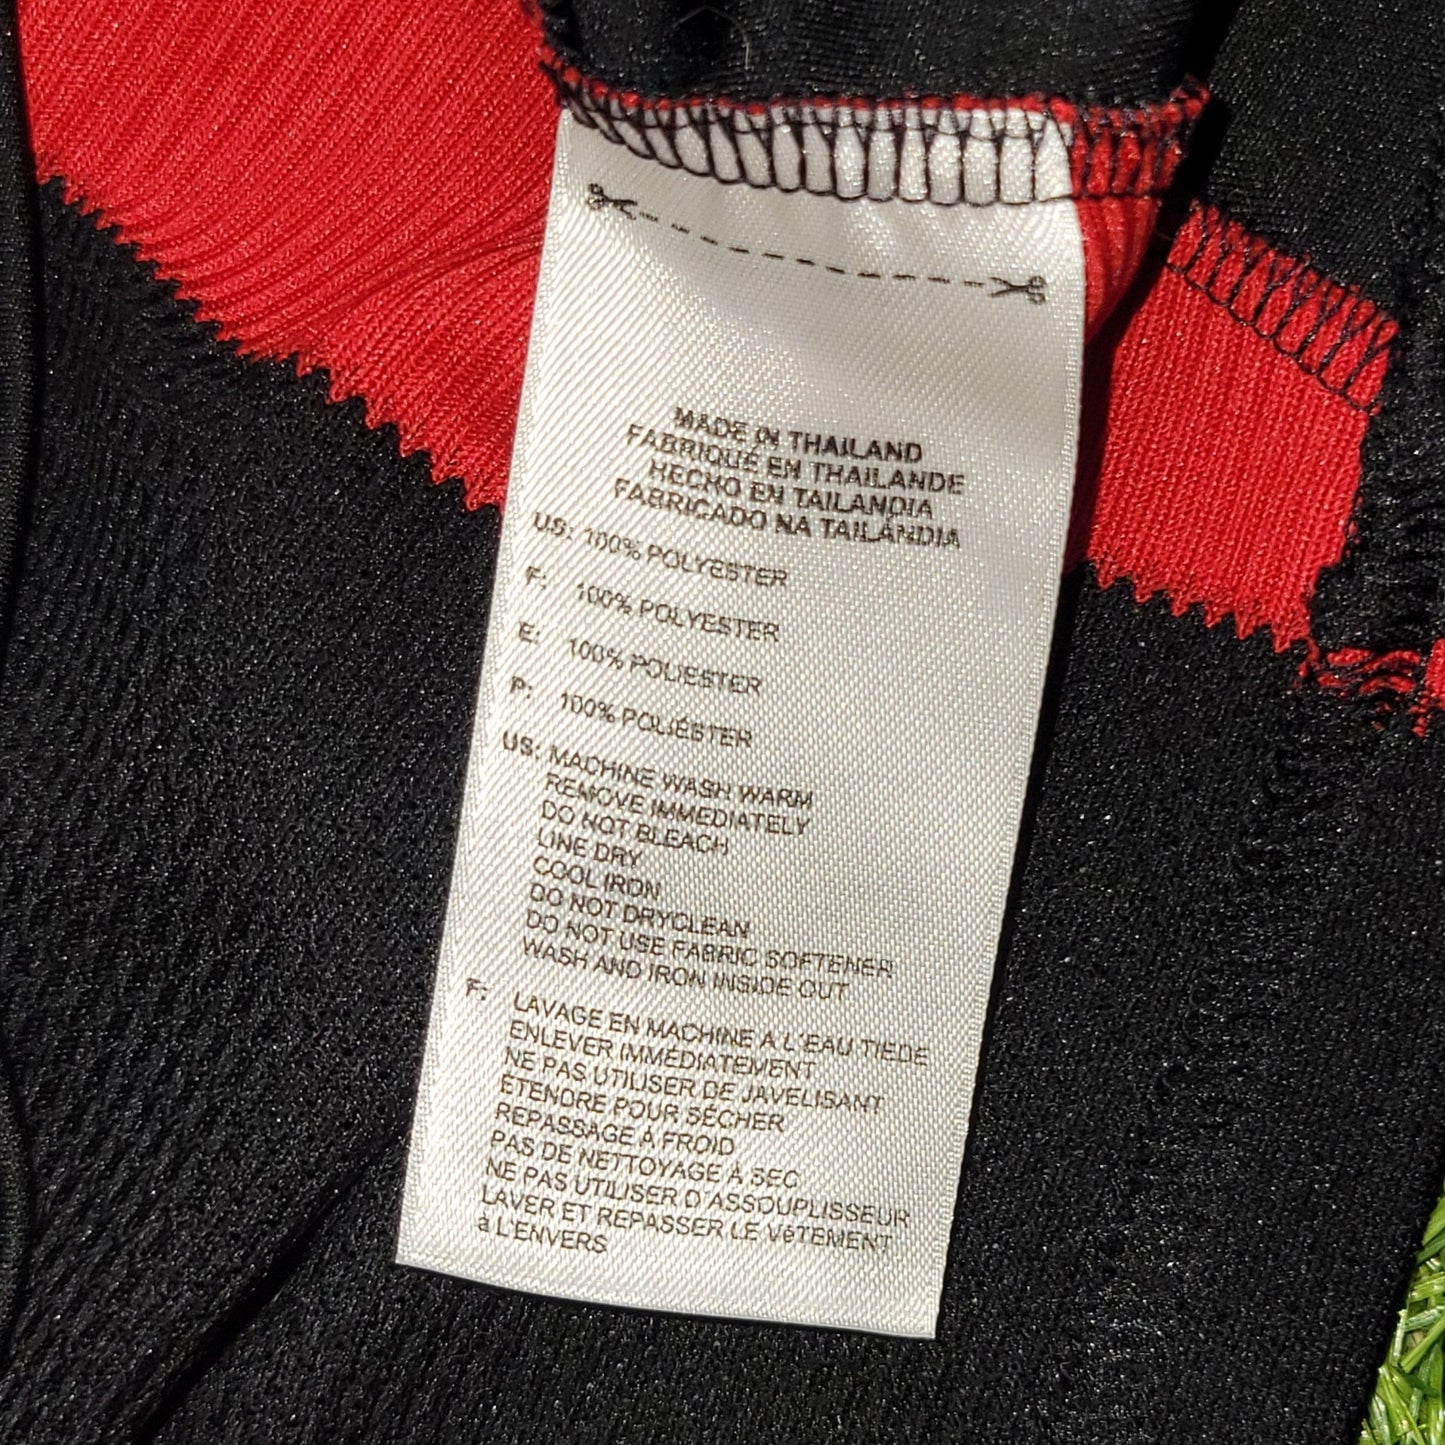 MADE IN THAILAND
FABRIQUÉ EN THAILANDE
HECHO EN TAILANDIA
FABRICADO NA TAILÂNDIA
US: 100% POLYESTER
F: 100% POLYESTER
E: 100% POLIESTER
P: 100% POLIÉSTER
US: MACHINE WASH WARM
REMOVE IMMEDIATELY
DO NOT BLEACH
LINE DRY
COOL IRON
DO NOT DRYCLEAN
DO NOT USE FABRIC SOFTENER
WASH AND IRON INSIDE OUT
F: LAVAGE EN MACHINE A L'EAU TIEDE
ENLEVER IMMÉDIATEMENT
NE PAS UTILISER DE JAVELISANT
ETENDRE POUR SÉCHER
REPASSAGE À FROID
PAS DE NETTOYAGE À SEC
NE PAS UTILISER D'ASSOUPLISSEUR
LAVER ET REPASSER LE VêTEMENT
à L'ENVERS